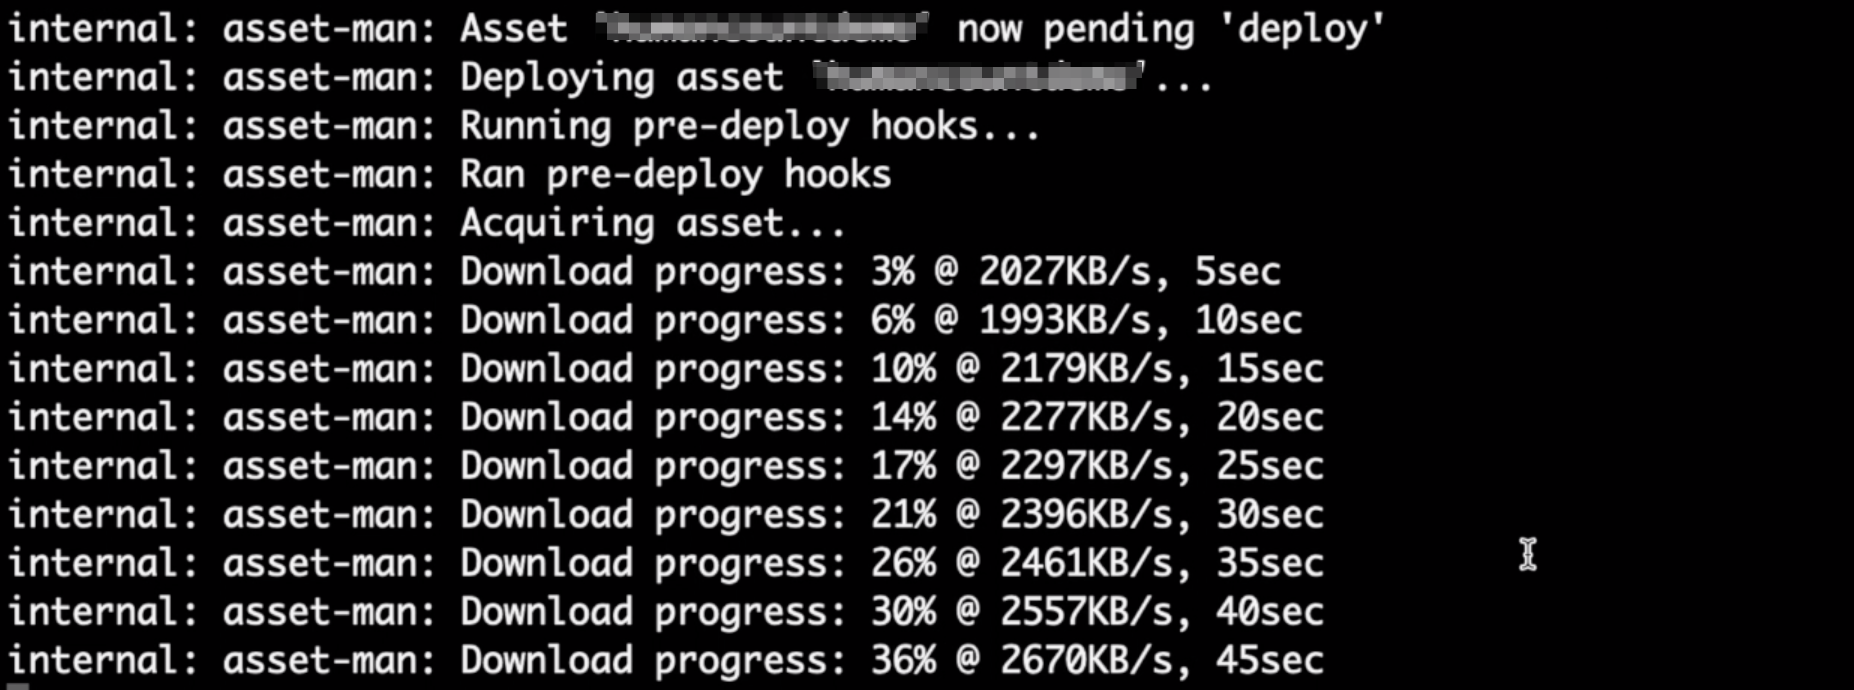 internal: asset-man: Asset now pending 'deploy'
internal: asset-man: Deploying asset ...
internal: asset-man: Running pre-deploy hooks...
internal: asset-man: Ran pre-deploy hooks
internal: asset-man: Acquiring asset...
internal: asset-man: Download progress: 3% @ 2027KB/s, 5sec
internal: asset-man: Download progress: 6% @ 1993KB/s, 10sec
internal: asset-man: Download progress: 10% @ 2179KB/s, 15sec
internal: asset-man: Download progress: 14% @ 2277KB/s, 20sec
internal: asset-man: Download progress: 17% @ 2297KB/s, 25sec
internal: asset-man: Download progress: 21% @ 2396KB/s, 30sec
internal: asset-man: Download progress: 26% @ 2461KB/s, 35sec
internal: asset-man: Download progress: 30% @ 2557KB/s, 40sec
internal: asset-man: Download progress: 36% @ 2670KB/s, 45sec